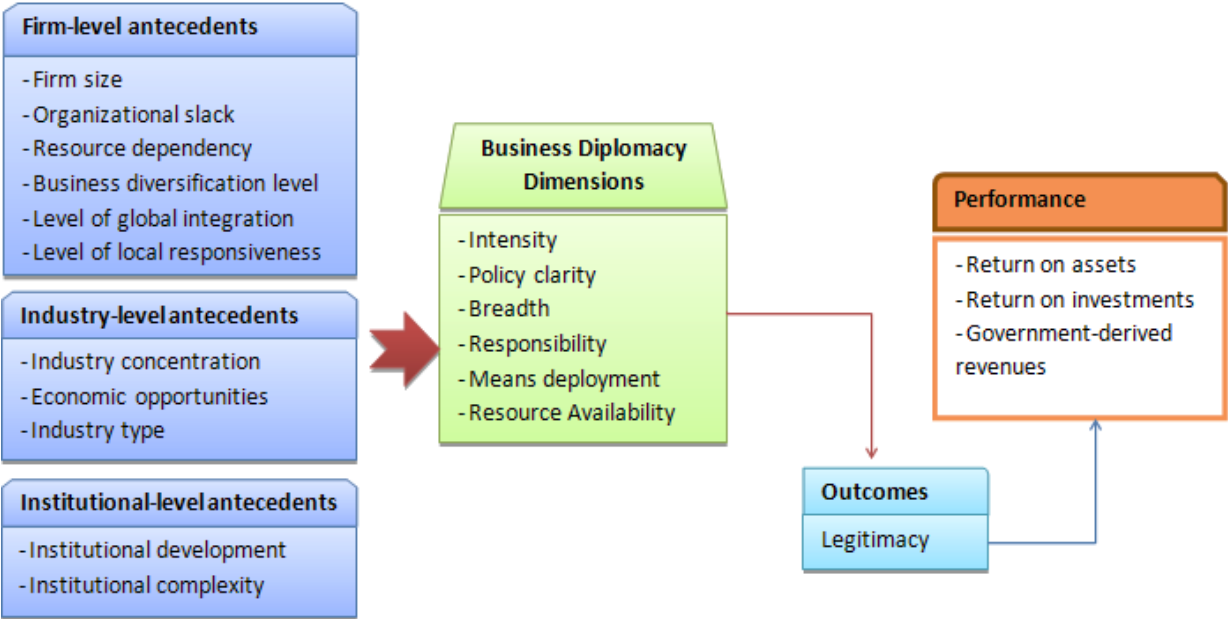 Firm-level antecedents
-Firm size
-Organizational slack
-Resource dependency
-Business diversification level
-Level of global integration
-Level of local responsiveness
Industry-level antecedents
-Industry concentration
-Economic opportunities
-Industry type
Institutional-level antecedents
-Institutional development
-Institutional complexity
Business Diplomacy
Dimensions
-Intensity
-Policy clarity
-Breadth
-Responsibility
-Means deployment
-Resource Availability
Outcomes
Legitimacy
Performance
-Return on assets
-Return on investments
-Government-derived
revenues